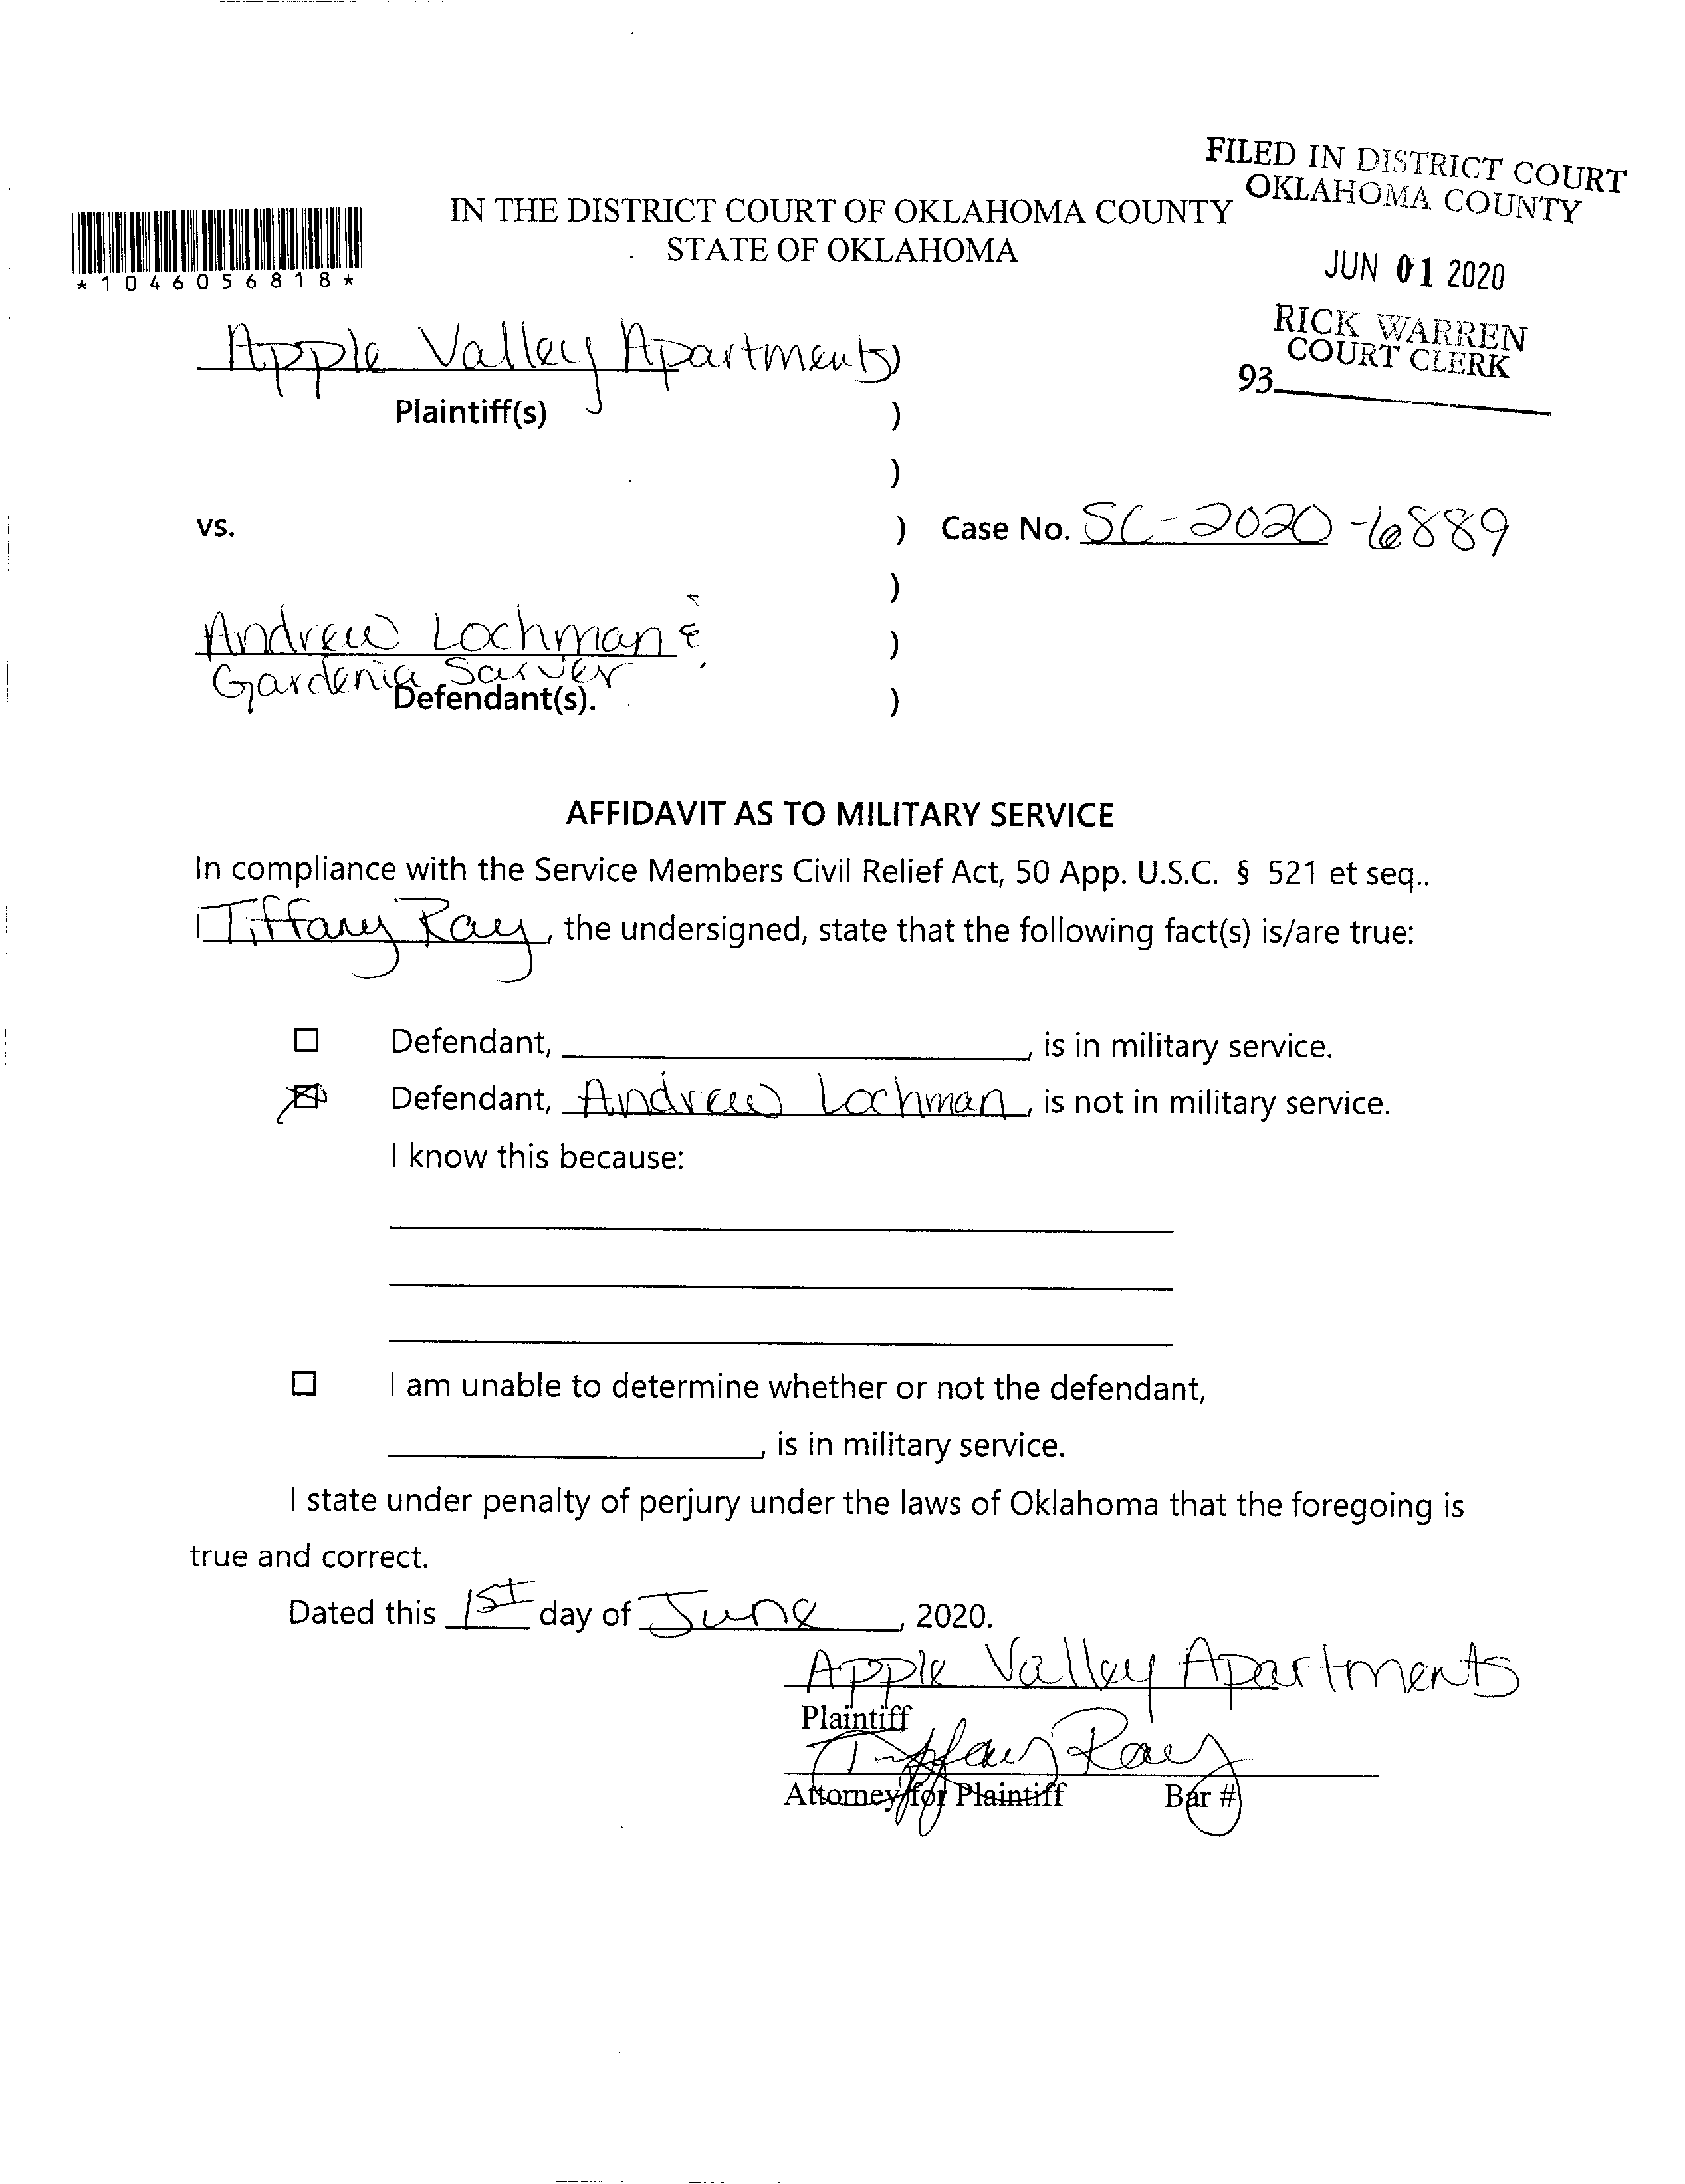 FILED IN DISTRICT COURT
OKLAHOMA COUNTY
IN THE DISTRICT COURT OF OKLAHOMA COUNTY
STATE OF OKLAHOMA
JUN 01 2020
*1046056818*
RICK WARREN
COURT CLERK
93
Apple Valley Apartments )
Plaintiff(s) )
)
vs. ) Case No. SC-2020-6889
)
Andrew Lochman & )
Gardenia Sarver
Defendant(s). )
AFFIDAVIT AS TO MILITARY SERVICE
In compliance with the Service Members Civil Relief Act, 50 App. U.S.C. § 521 et seq..
I Tiffany Ray, the undersigned, state that the following fact(s) is/are true:
☐ Defendant, ____________________, is in military service.
☒ Defendant, Andrew Lochman, is not in military service.
I know this because:
☐ I am unable to determine whether or not the defendant,
____________________, is in military service.
I state under penalty of perjury under the laws of Oklahoma that the foregoing is
true and correct.
Dated this 1st day of June, 2020.
Apple Valley Apartments
Plaintiff
Tiffany Ray
Attorney for Plaintiff Bar #